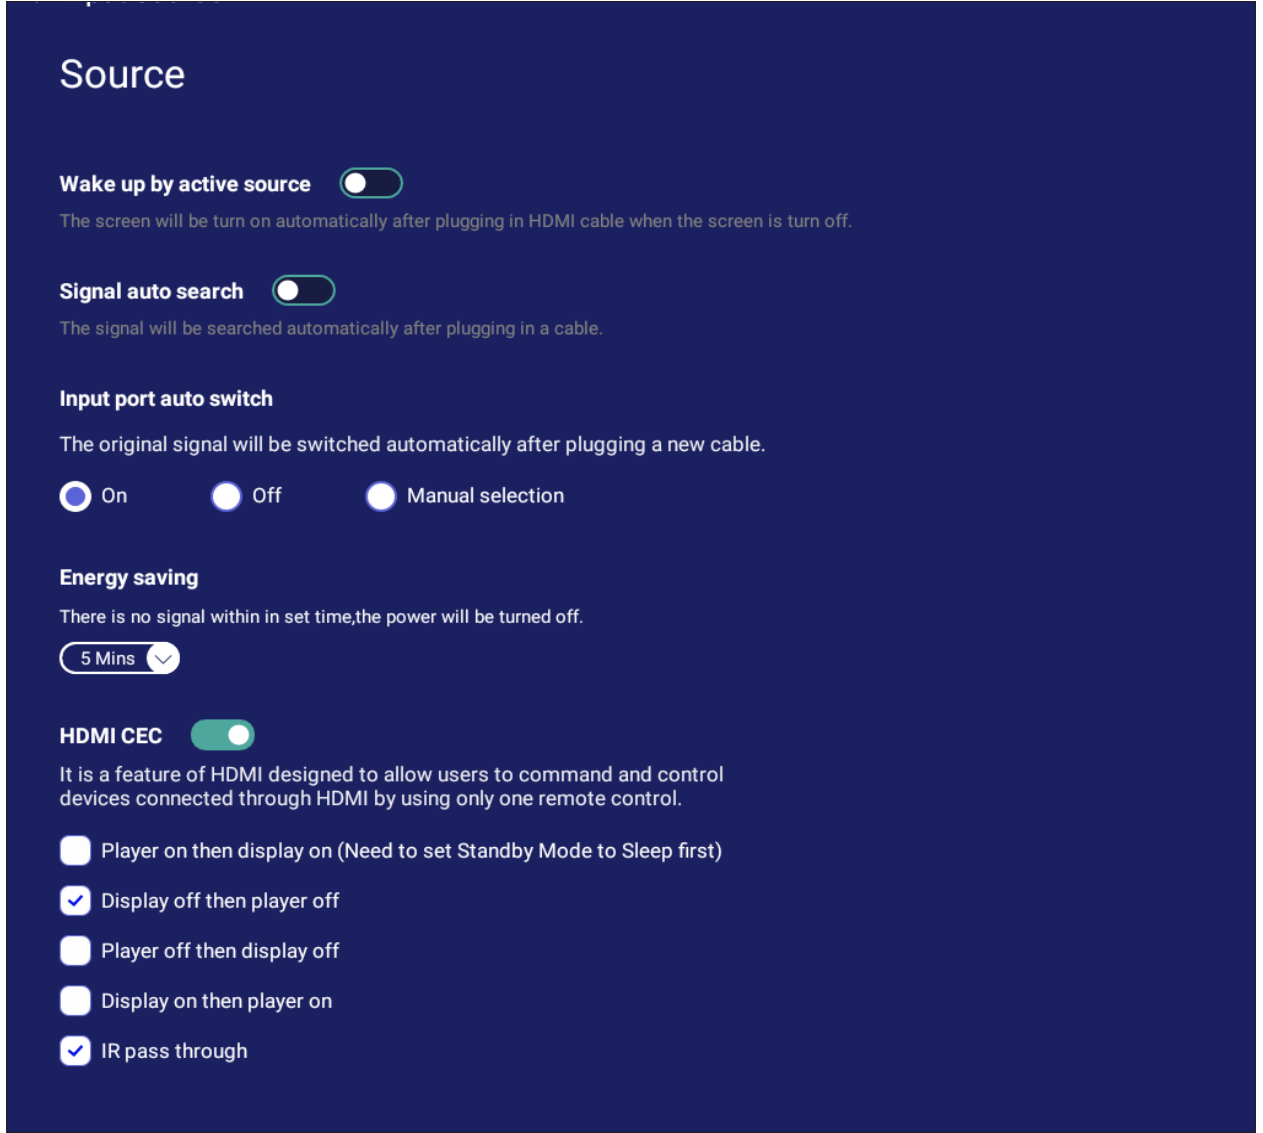 Source
Wake up by active source
The screen will be turn on automatically after plugging in HDMI cable when the screen is turn off.
Signal auto search
The signal will be searched automatically after plugging in a cable.
Input port auto switch
The original signal will be switched automatically after plugging a new cable.
On Off Manual selection
Energy saving
There is no signal within in set time,the power will be turned off.
5 Mins
HDMI CEC
It is a feature of HDMI designed to allow users to command and control
devices connected through HDMI by using only one remote control.
Player on then display on (Need to set Standby Mode to Sleep first)
Display off then player off
Player off then display off
Display on then player on
IR pass through